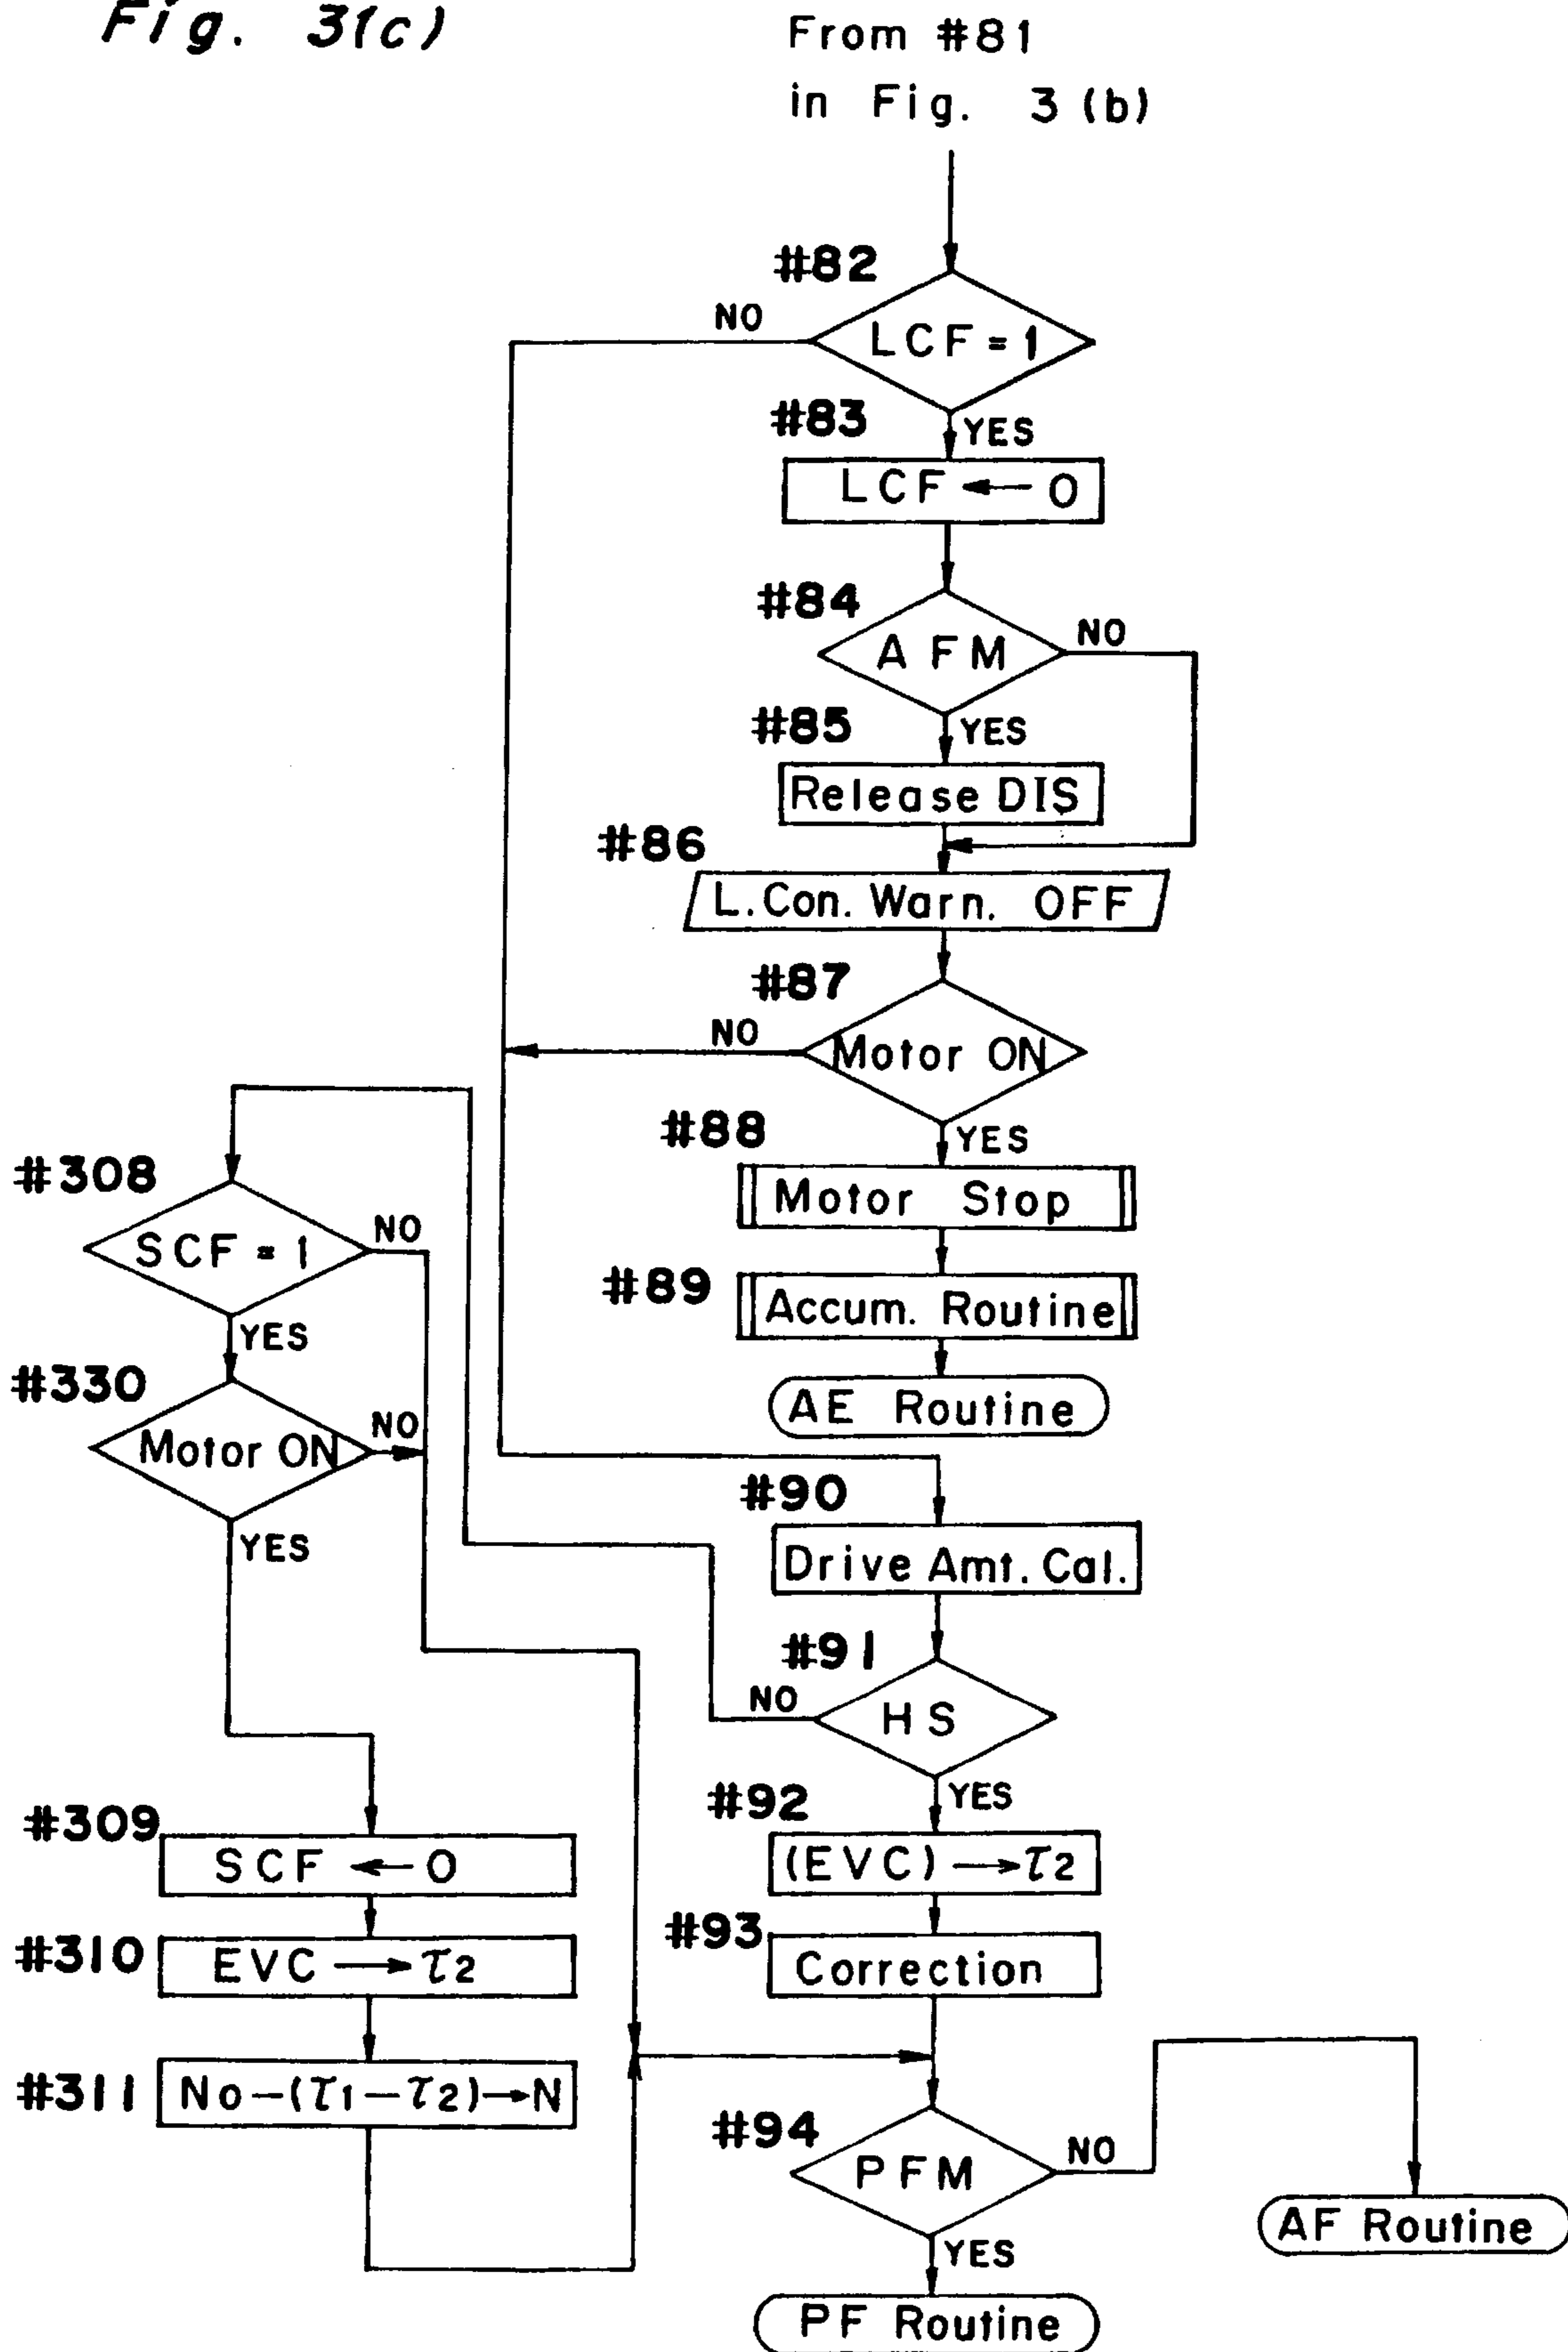 Fig. 3(c)
From #81
in Fig. 3 (b)
#82
NO
LCF = 1
#83
YES
LCF ← 0
#84
AFM
NO
#85
YES
Release DIS
#86
L. Con. Warn. OFF
#87
NO
Motor ON
#88
YES
Motor Stop
#308
SCF = 1
NO
#89
Accum. Routine
YES
#330
Motor ON
NO
AE Routine
YES
#90
Drive Amt. Cal.
#91
NO
HS
YES
#92
(EVC) → τ2
#309
SCF ← 0
#93
Correction
#310
EVC → τ2
#311
No-(τ1-τ2)→N
#94
PFM
NO
AF Routine
YES
PF Routine